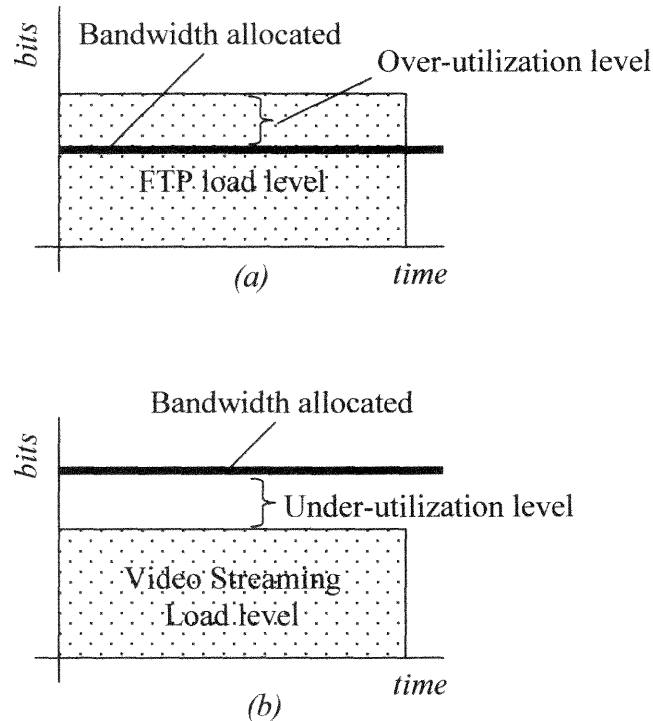 bits
Bandwidth allocated
Over-utilization level
FTP load level
(a)
time
bits
Bandwidth allocated
Under-utilization level
Video Streaming
Load level
time
(b)